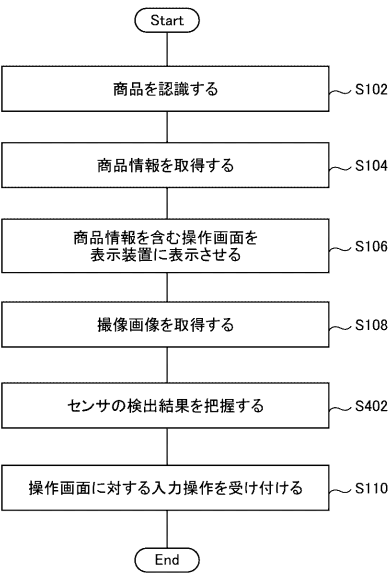 Start
商品を認識する
S102
商品情報を取得する
S104
商品情報を含む操作画面を
表示装置に表示させる
S106
撮像画像を取得する
S108
センサの検出結果を把握する
S402
操作画面に対する入力操作を受け付ける
S110
End